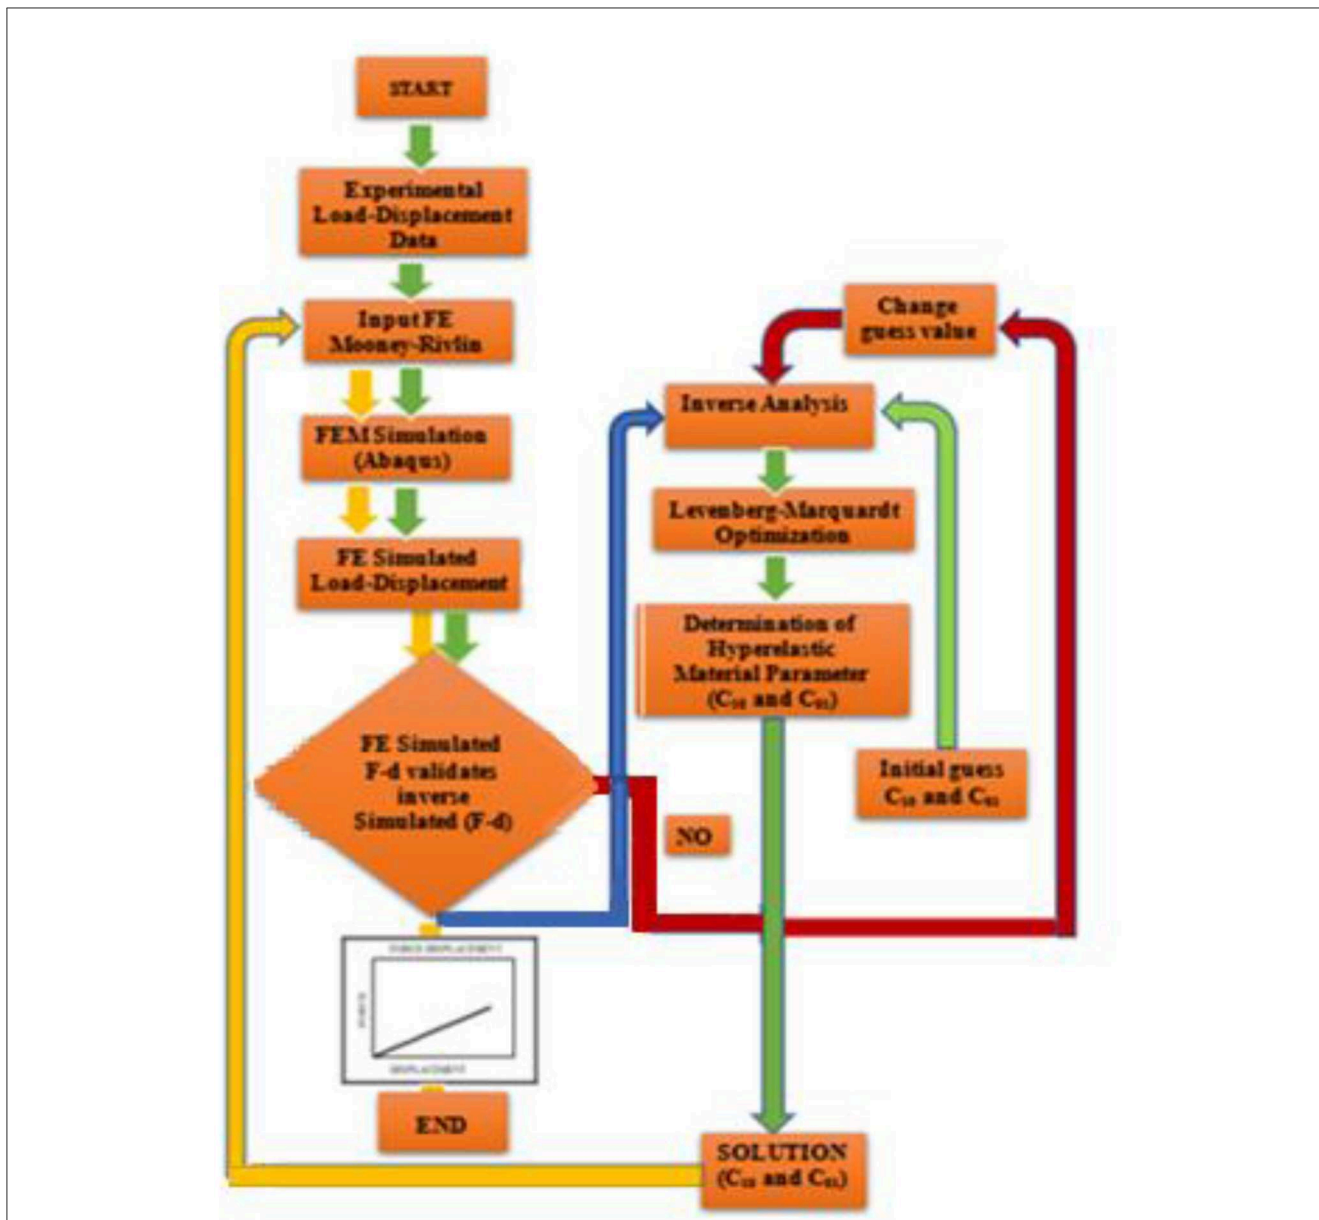 START
Experimental
Load-Displacement
Data
Input FE
Mooney-Rivlin
FEM Simulation
(Abaqus)
FE Simulated
Load-Displacement
FE Simulated
F-d validates
inverse
Simulated (F-d)
DISPLACEMENT
END
Change
guess value
Inverse Analysis
Levenberg-Marquardt
Optimization
Determination of
Hyperelastic
Material Parameter
(C₁₀ and C₀₁)
Initial guess
C₁₀ and C₀₁
NO
SOLUTION
(C₁₀ and C₀₁)